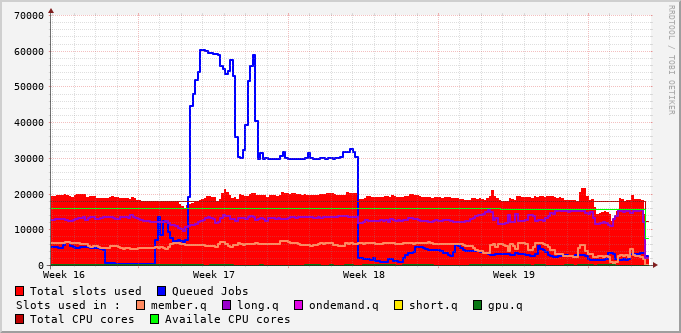 70000
60000
50000
40000
30000
20000
10000
0
Week 16 Week 17 Week 18 Week 19
RRDTOOL / TOBI OETIKER
Total slots used Queued Jobs
Slots used in : member.q long.q ondemand.q short.q gpu.q
Total CPU cores Availale CPU cores